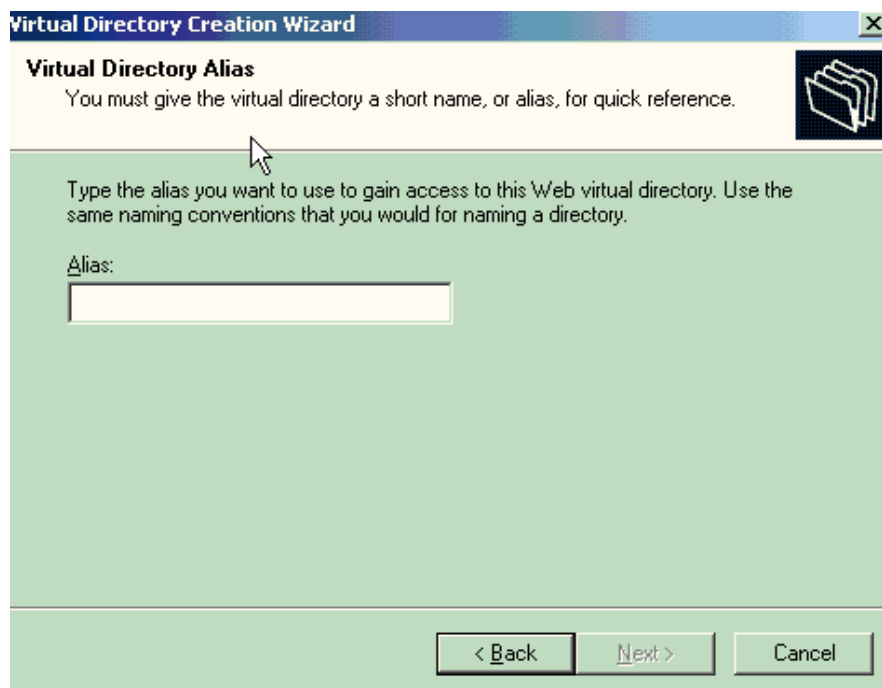 Virtual Directory Creation Wizard
Virtual Directory Alias
You must give the virtual directory a short name, or alias, for quick reference.
Type the alias you want to use to gain access to this Web virtual directory. Use the
same naming conventions that you would for naming a directory.
Alias:
< Back Next > Cancel